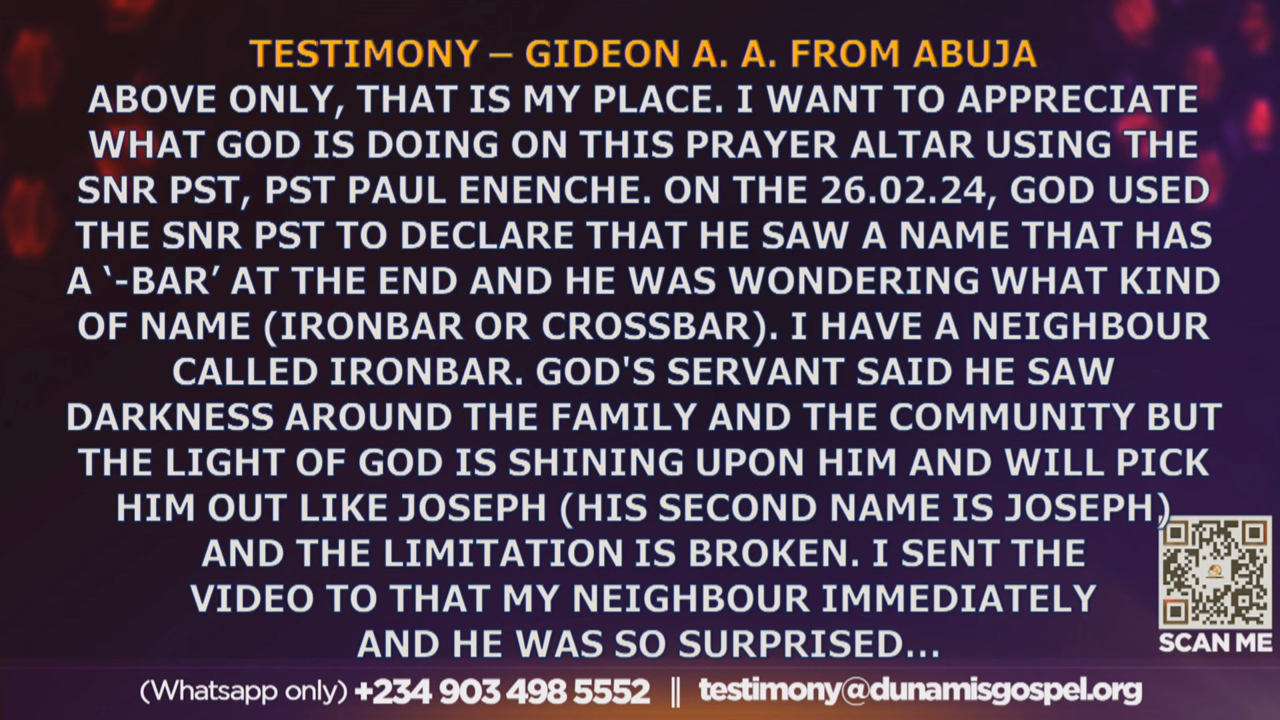 TESTIMONY – GIDEON A. A. FROM ABUJA
ABOVE ONLY, THAT IS MY PLACE. I WANT TO APPRECIATE
WHAT GOD IS DOING ON THIS PRAYER ALTAR USING THE
SNR PST, PST PAUL ENENCHE. ON THE 26.02.24, GOD USED
THE SNR PST TO DECLARE THAT HE SAW A NAME THAT HAS
A ‘-BAR’ AT THE END AND HE WAS WONDERING WHAT KIND
OF NAME (IRONBAR OR CROSSBAR). I HAVE A NEIGHBOUR
CALLED IRONBAR. GOD'S SERVANT SAID HE SAW
DARKNESS AROUND THE FAMILY AND THE COMMUNITY BUT
THE LIGHT OF GOD IS SHINING UPON HIM AND WILL PICK
HIM OUT LIKE JOSEPH (HIS SECOND NAME IS JOSEPH)
AND THE LIMITATION IS BROKEN. I SENT THE
VIDEO TO THAT MY NEIGHBOUR IMMEDIATELY
AND HE WAS SO SURPRISED...
SCAN ME
(Whatsapp only) +234 903 498 5552 || testimony@dunamisgospel.org